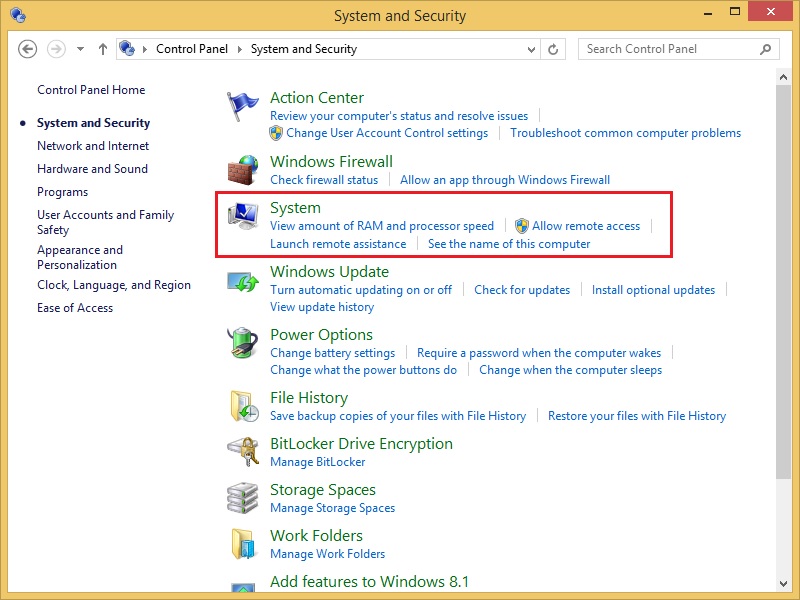 System and Security
Control Panel
System and Security
Search Control Panel
Control Panel Home
System and Security
Network and Internet
Hardware and Sound
Programs
User Accounts and Family
Safety
Appearance and
Personalization
Clock, Language, and Region
Ease of Access
Action Center
Review your computer's status and resolve issues
Change User Account Control settings
Troubleshoot common computer problems
Windows Firewall
Check firewall status
Allow an app through Windows Firewall
System
View amount of RAM and processor speed
Allow remote access
Launch remote assistance
See the name of this computer
Windows Update
Turn automatic updating on or off
Check for updates
Install optional updates
View update history
Power Options
Change battery settings
Require a password when the computer wakes
Change what the power buttons do
Change when the computer sleeps
File History
Save backup copies of your files with File History
Restore your files with File History
BitLocker Drive Encryption
Manage BitLocker
Storage Spaces
Manage Storage Spaces
Work Folders
Manage Work Folders
Add features to Windows 8.1